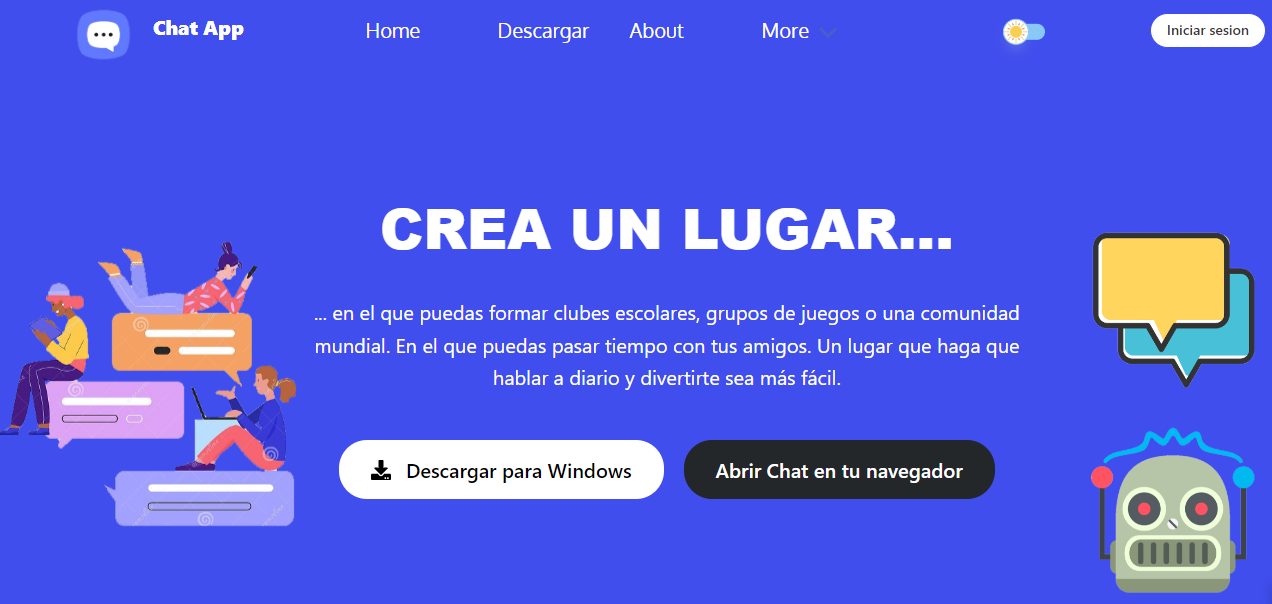 Chat App
Home
Descargar
About
More
Iniciar sesion
CREA UN LUGAR...
... en el que puedas formar clubes escolares, grupos de juegos o una comunidad
mundial. En el que puedas pasar tiempo con tus amigos. Un lugar que haga que
hablar a diario y divertirte sea más fácil.
Descargar para Windows
Abrir Chat en tu navegador